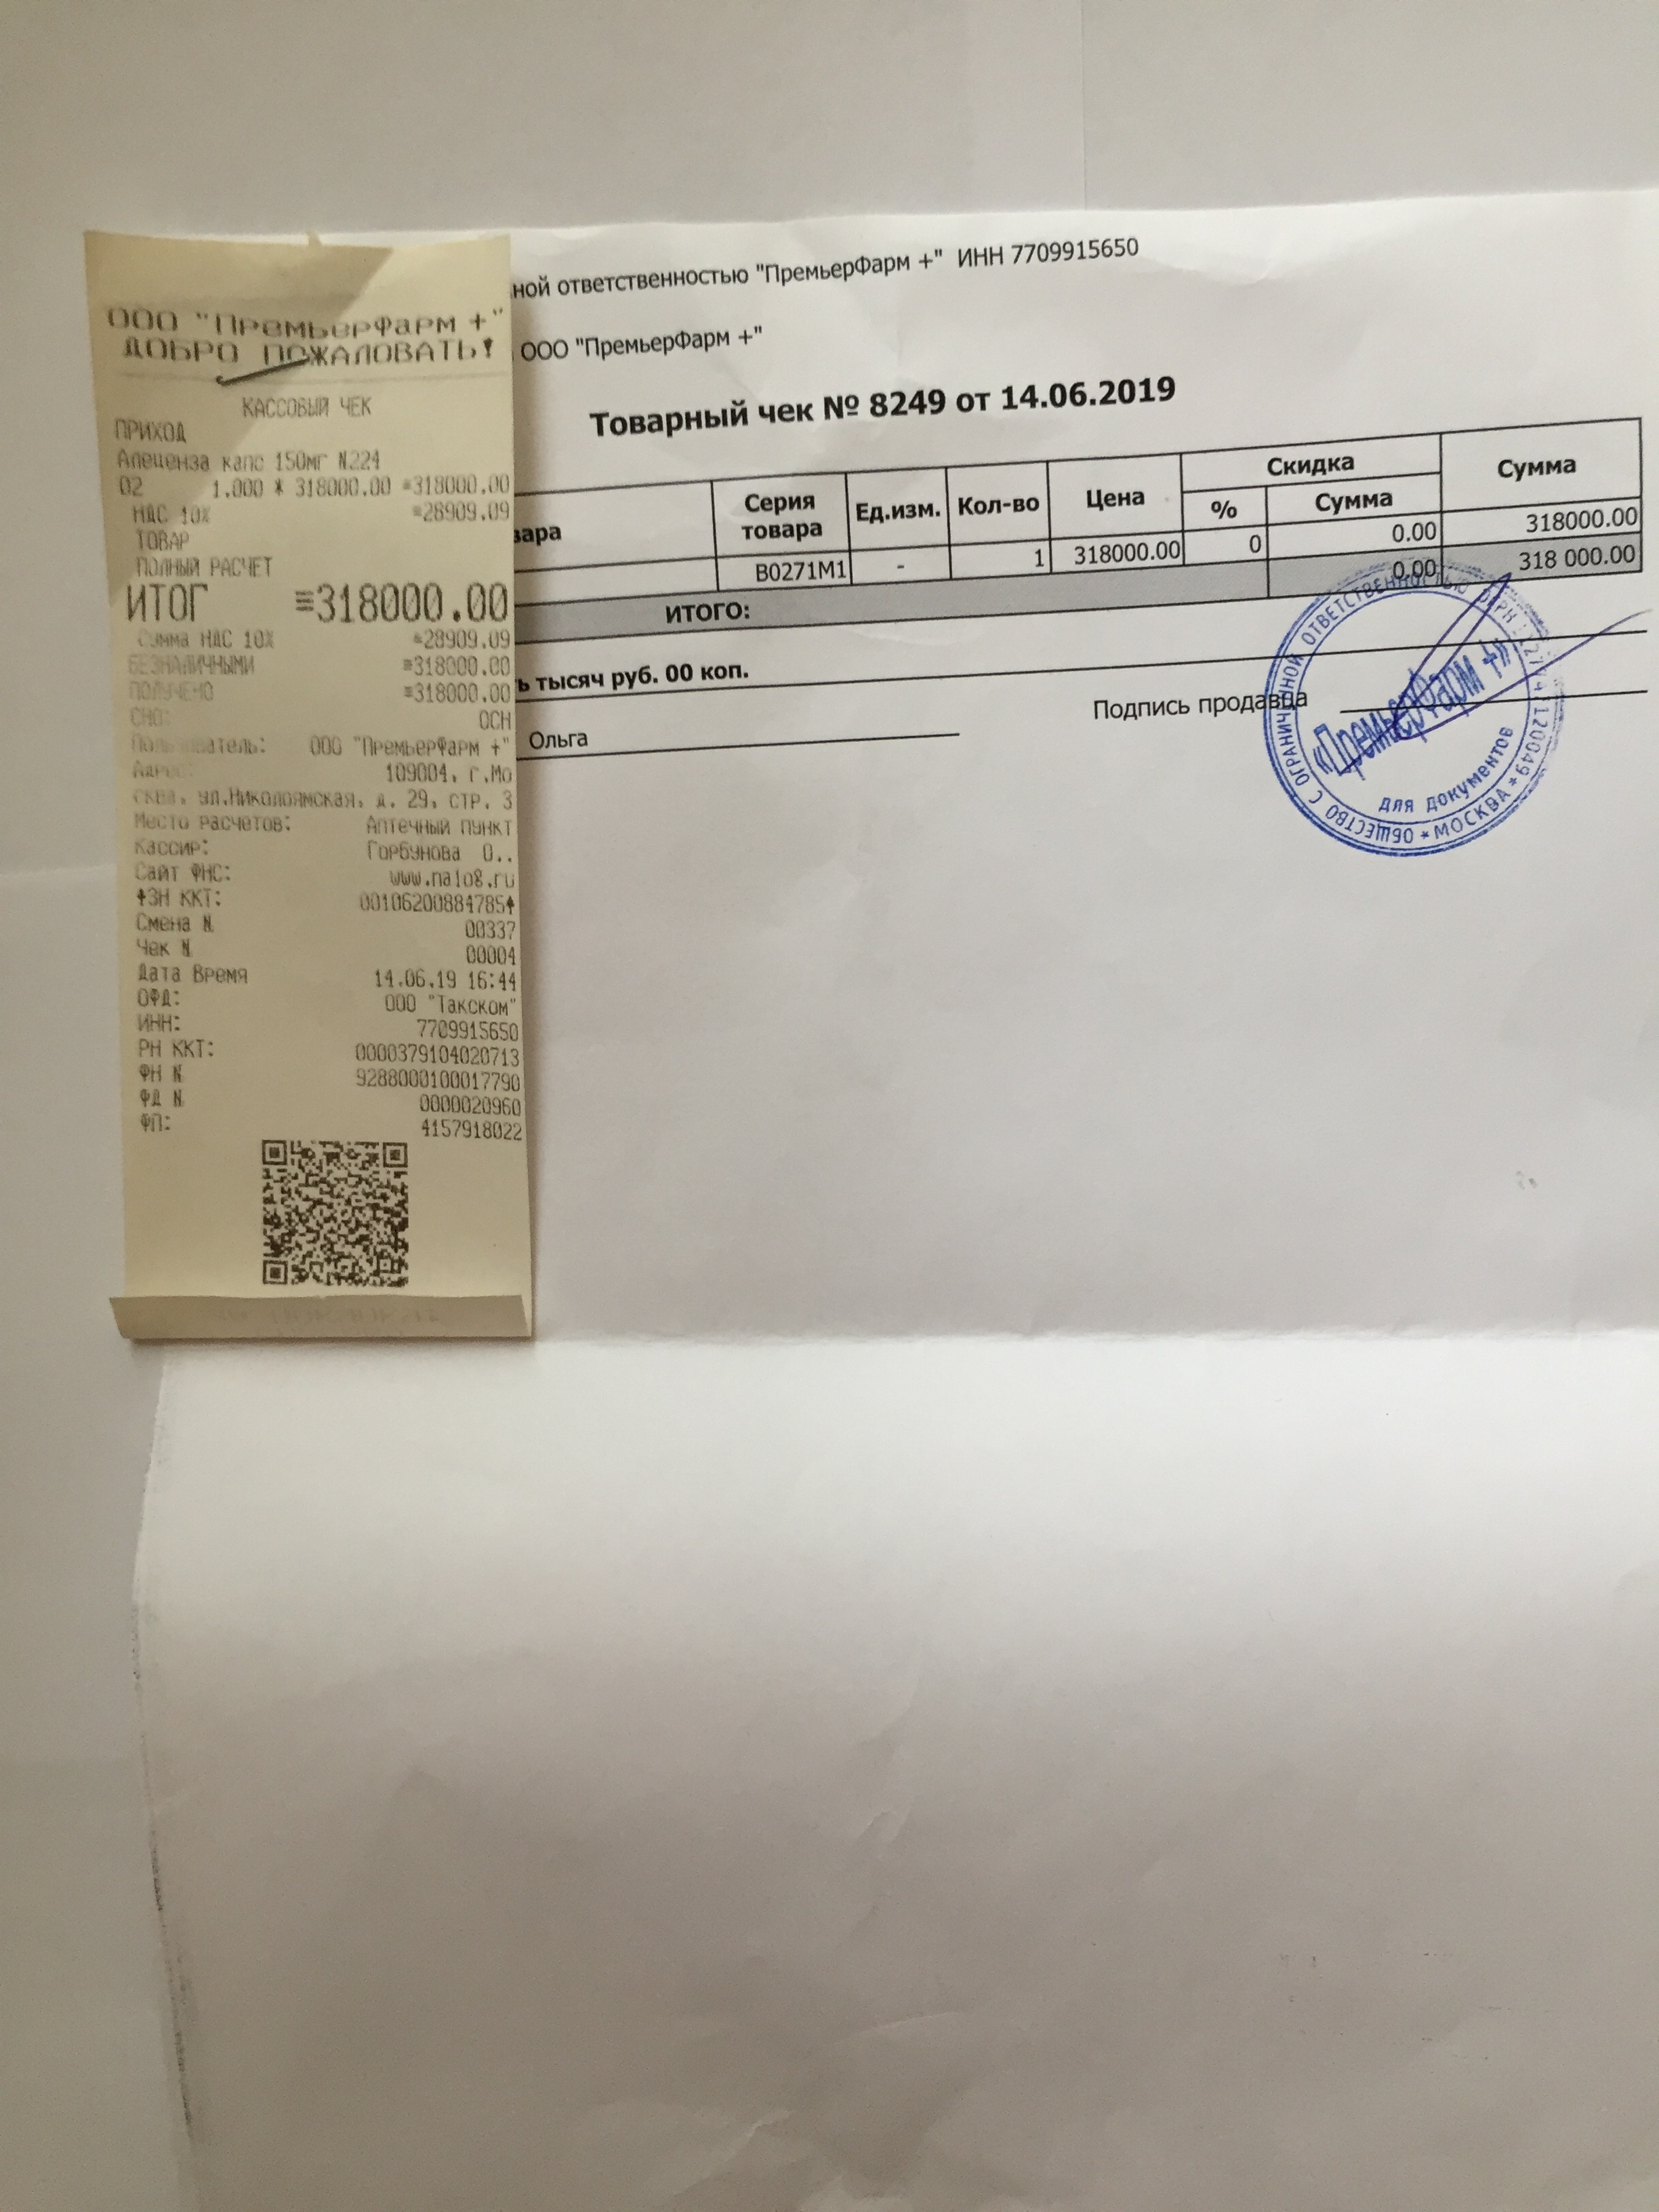 ООО "ПремьерФарм +"
ДОБРО ПОЖАЛОВАТЬ!
КАССОВЫЙ ЧЕК
ПРИХОД
Алеценза капс 150мг N224
02 1.000 * 318000.00 =318000.00
НДС 10% =28909.09
ТОВАР
ПОЛНЫЙ РАСЧЕТ
ИТОГ =318000.00
Сумма НДС 10% =28909.09
БЕЗНАЛИЧНЫМИ =318000.00
ПОЛУЧЕНО =318000.00
СНО: ОСН
Пользователь: ООО "ПремьерФарм +"
Адрес: 109004, г.Мо
сква, ул.Николоямская, д. 29, стр. 3
Место расчетов: Аптечный пункт
Кассир: Горбунова О..
Сайт ФНС: www.nalog.ru
ЗН ККТ: 00106200884785
Смена N 00337
Чек N 00004
Дата Время 14.06.19 16:44
ОФД: ООО "Такском"
ИНН: 7709915650
РН ККТ: 0000379104020713
ФН N 9288000100017790
ФД N 0000020960
ФП: 4157918022
ной ответственностью "ПремьерФарм +" ИНН 7709915650
ООО "ПремьерФарм +"
Товарный чек № 8249 от 14.06.2019
вара Серия товара Ед.изм. Кол-во Цена Скидка Сумма
% Сумма
B0271M1 - 1 318000.00 0 0.00 318000.00
ИТОГО: 0.00 318 000.00
ь тысяч руб. 00 коп.
Ольга
Подпись продавца
ОБЩЕСТВО С ОГРАНИЧЕННОЙ ОТВЕТСТВЕННОСТЬЮ
«ПремьерФарм +»
для документов
* МОСКВА *